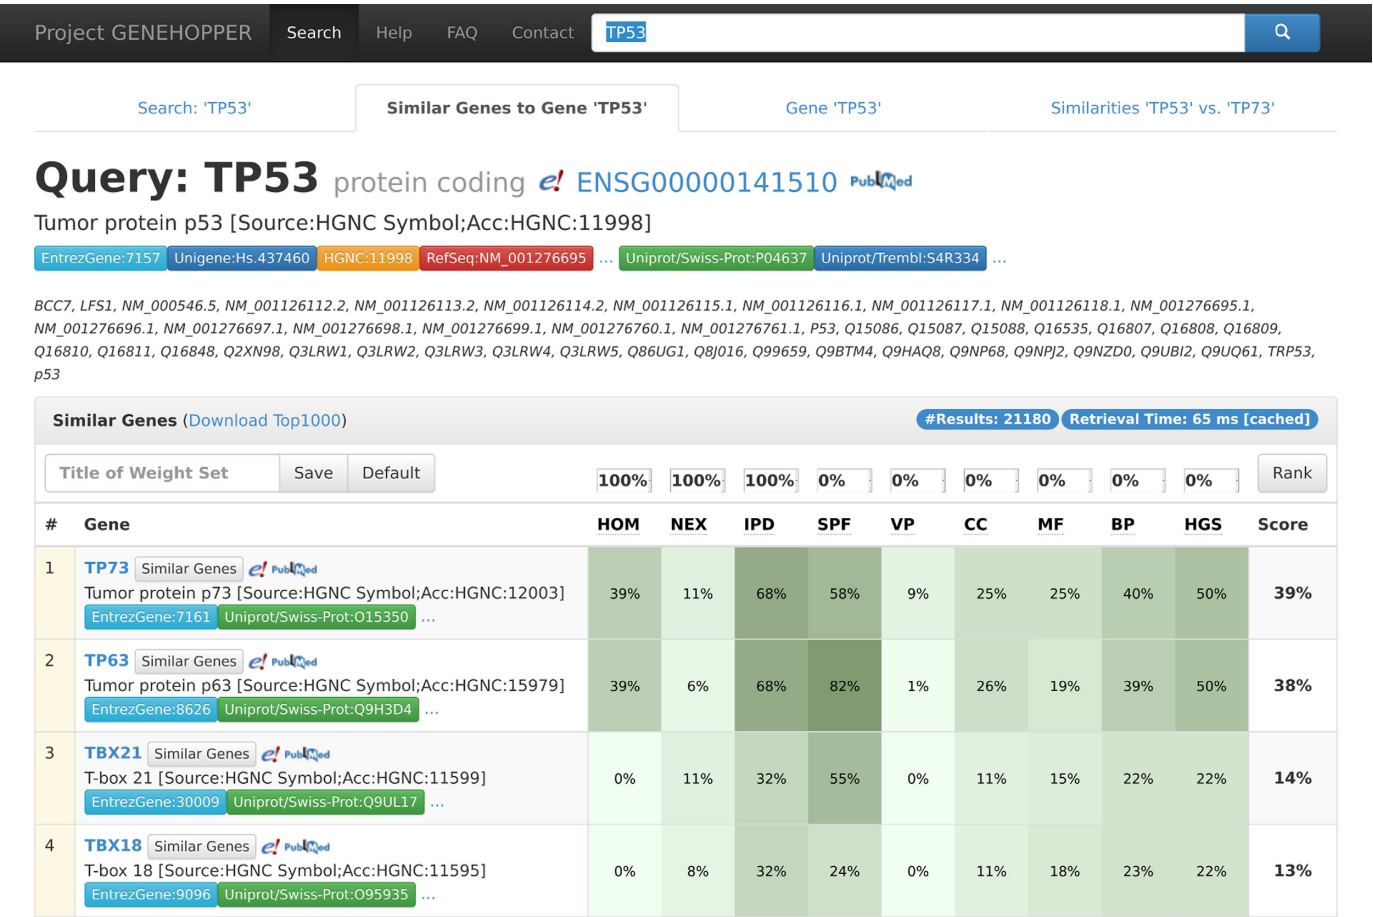 Project GENEHOPPER Search Help FAQ Contact TP53
Search: 'TP53' Similar Genes to Gene 'TP53' Gene 'TP53' Similarities 'TP53' vs. 'TP73'
Query: TP53 protein coding e! ENSG00000141510 PubMed
Tumor protein p53 [Source:HGNC Symbol;Acc:HGNC:11998]
EntrezGene:7157 Unigene:Hs.437460 HGNC:11998 RefSeq:NM_001276695 ... Uniprot/Swiss-Prot:P04637 Uniprot/Trembl:S4R334 ...
BCC7, LFS1, NM_000546.5, NM_001126112.2, NM_001126113.2, NM_001126114.2, NM_001126115.1, NM_001126116.1, NM_001126117.1, NM_001126118.1, NM_001276695.1,
NM_001276696.1, NM_001276697.1, NM_001276698.1, NM_001276699.1, NM_001276760.1, NM_001276761.1, P53, Q15086, Q15087, Q15088, Q16535, Q16807, Q16808, Q16809,
Q16810, Q16811, Q16848, Q2XN98, Q3LRW1, Q3LRW2, Q3LRW3, Q3LRW4, Q3LRW5, Q86UG1, Q8J016, Q99659, Q9BTM4, Q9HAQ8, Q9NP68, Q9NPJ2, Q9NZD0, Q9UBI2, Q9UQ61, TRP53,
p53
Similar Genes (Download Top1000) #Results: 21180 Retrieval Time: 65 ms [cached]
Title of Weight Set Save Default 100% 100% 100% 0% 0% 0% 0% 0% 0% Rank
# Gene HOM NEX IPD SPF VP CC MF BP HGS Score
1 TP73 Similar Genes e! PubMed
Tumor protein p73 [Source:HGNC Symbol;Acc:HGNC:12003] 39% 11% 68% 58% 9% 25% 25% 40% 50% 39%
EntrezGene:7161 Uniprot/Swiss-Prot:O15350 ...
2 TP63 Similar Genes e! PubMed
Tumor protein p63 [Source:HGNC Symbol;Acc:HGNC:15979] 39% 6% 68% 82% 1% 26% 19% 39% 50% 38%
EntrezGene:8626 Uniprot/Swiss-Prot:Q9H3D4 ...
3 TBX21 Similar Genes e! PubMed
T-box 21 [Source:HGNC Symbol;Acc:HGNC:11599] 0% 11% 32% 55% 0% 11% 15% 22% 22% 14%
EntrezGene:30009 Uniprot/Swiss-Prot:Q9UL17 ...
4 TBX18 Similar Genes e! PubMed
T-box 18 [Source:HGNC Symbol;Acc:HGNC:11595] 0% 8% 32% 24% 0% 11% 18% 23% 22% 13%
EntrezGene:9096 Uniprot/Swiss-Prot:O95935 ...